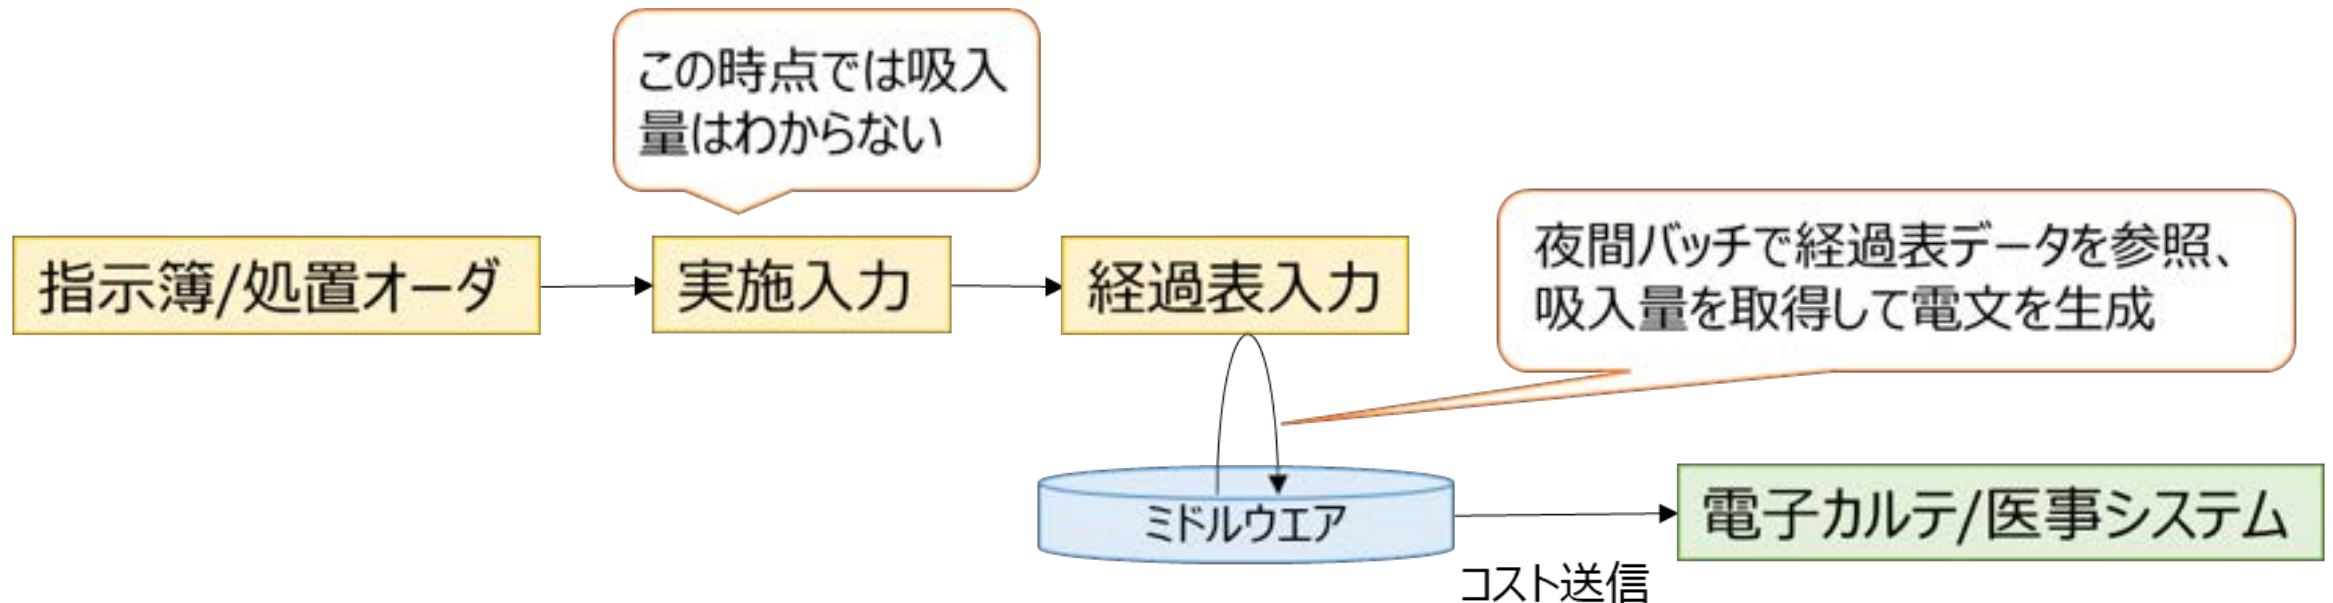 この時点では吸入
量はわからない
指示簿/処置オーダ
実施入力
経過表入力
夜間バッチで経過表データを参照、
吸入量を取得して電文を生成
ミドルウエア
コスト送信
電子カルテ/医事システム